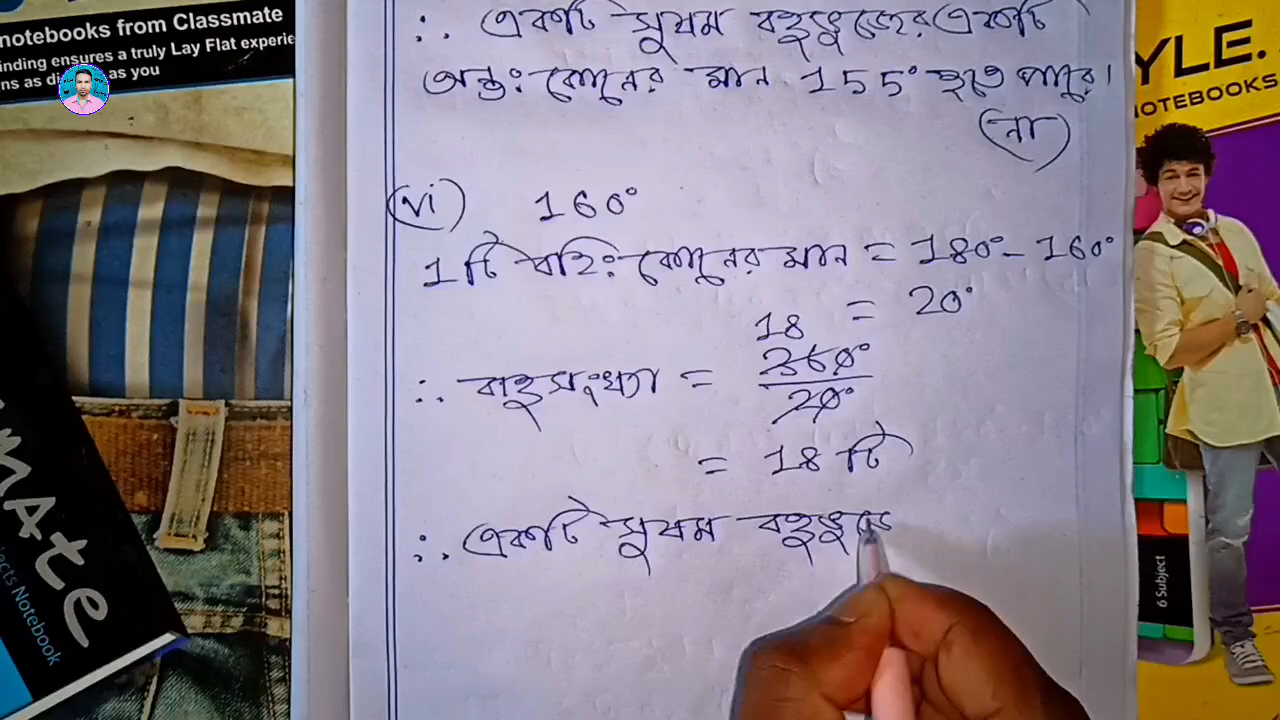 notebooks from Classmate
inding ensures a truly Lay Flat experie
ns as as you
∴ একটি সুষম বহুভুজের একটি
অন্তঃকোনের মান 155° হতে পারে।
(না)
(vi) 160°
1টি বহিঃকোনের মান = 180° - 160°
= 20°
18
∴ বাহুসংখ্যা = 360°
20°
= 18 টি
∴ একটি সুষম বহুভুজে
YLE.
NOTEBOOKS
mate
jects Notebook
6 Subject